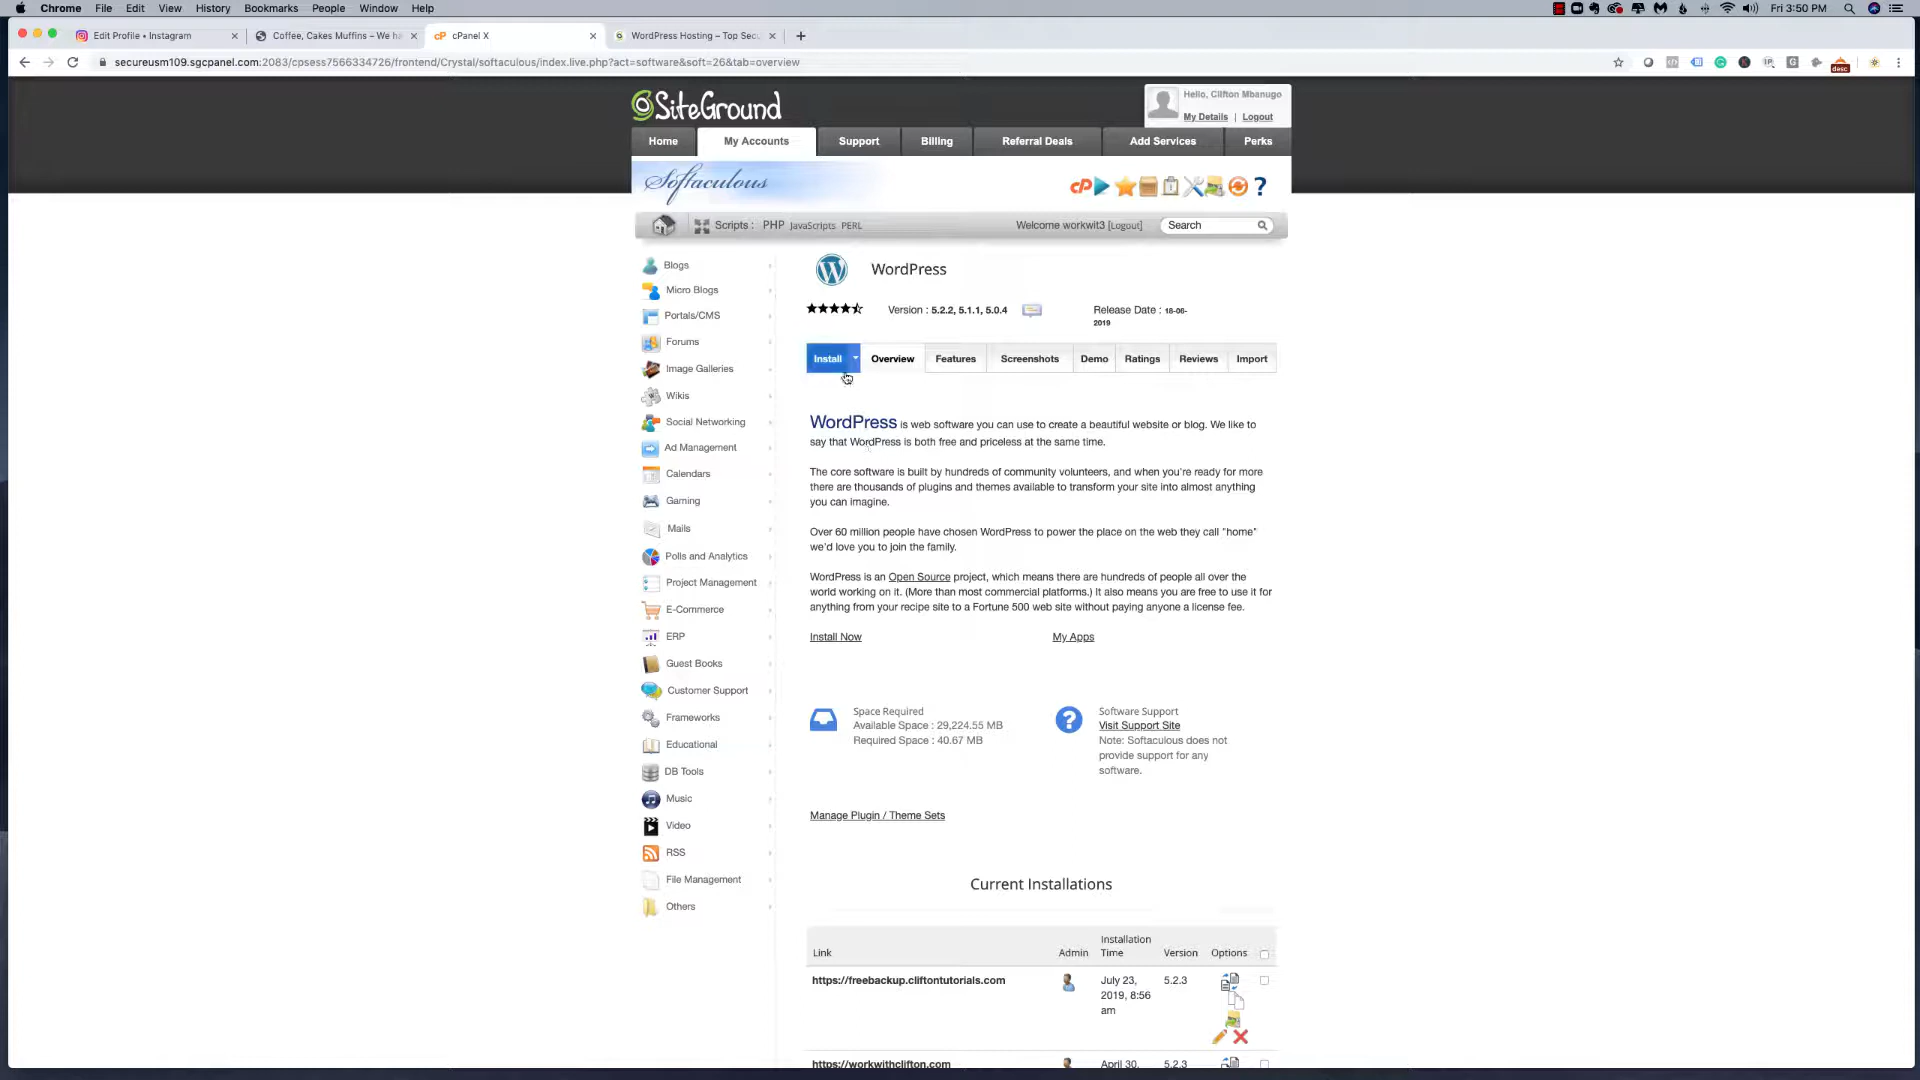 Chrome File Edit View History Bookmarks People Window Help
Fri 3:50 PM
Edit Profile • Instagram
Coffee, Cakes Muffins – We ha
cPanel X
WordPress Hosting – Top Secu
secureusm109.sgcpanel.com:2083/cpsess7566334726/frontend/Crystal/softaculous/index.live.php?act=software&soft=26&tab=overview
SiteGround
Hello, Clifton Mbanugo
My Details | Logout
Home My Accounts Support Billing Referral Deals Add Services Perks
Softaculous
Scripts : PHP JavaScripts PERL
Welcome workwit3 [Logout]
Search
Blogs
Micro Blogs
Portals/CMS
Forums
Image Galleries
Wikis
Social Networking
Ad Management
Calendars
Gaming
Mails
Polls and Analytics
Project Management
E-Commerce
ERP
Guest Books
Customer Support
Frameworks
Educational
DB Tools
Music
Video
RSS
File Management
Others
WordPress
Version : 5.2.2, 5.1.1, 5.0.4
Release Date : 18-06-
2019
Install Overview Features Screenshots Demo Ratings Reviews Import
WordPress is web software you can use to create a beautiful website or blog. We like to
say that WordPress is both free and priceless at the same time.
The core software is built by hundreds of community volunteers, and when you're ready for more
there are thousands of plugins and themes available to transform your site into almost anything
you can imagine.
Over 60 million people have chosen WordPress to power the place on the web they call "home"
we'd love you to join the family.
WordPress is an Open Source project, which means there are hundreds of people all over the
world working on it. (More than most commercial platforms.) It also means you are free to use it for
anything from your recipe site to a Fortune 500 web site without paying anyone a license fee.
Install Now
My Apps
Space Required
Available Space : 29,224.55 MB
Required Space : 40.67 MB
Software Support
Visit Support Site
Note: Softaculous does not
provide support for any
software.
Manage Plugin / Theme Sets
Current Installations
Link Admin Installation Time Version Options
https://freebackup.cliftontutorials.com
July 23,
2019, 8:56
am
5.2.3
https://workwithclifton.com
April 30,
5.2.3